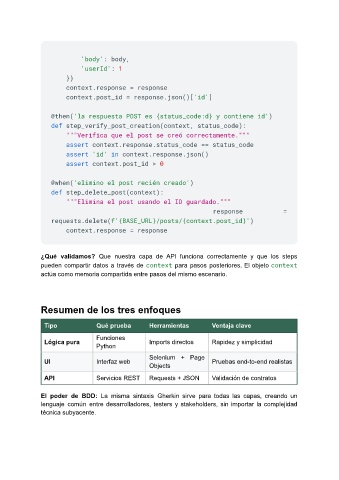 'body': body,
'userId': 1
})
context.response = response
context.post_id = response.json()['id']
@then('la respuesta POST es {status_code:d} y contiene id')
def step_verify_post_creation(context, status_code):
"""Verifica que el post se creó correctamente."""
assert context.response.status_code == status_code
assert 'id' in context.response.json()
assert context.post_id > 0
@when('elimino el post recién creado')
def step_delete_post(context):
"""Elimina el post usando el ID guardado."""
response =
requests.delete(f'{BASE_URL}/posts/{context.post_id}')
context.response = response
¿Qué validamos? Que nuestra capa de API funciona correctamente y que los steps
pueden compartir datos a través de context para pasos posteriores. El objeto context
actúa como memoria compartida entre pasos del mismo escenario.
Resumen de los tres enfoques
Tipo Qué prueba Herramientas Ventaja clave
Lógica pura Funciones Python Imports directos Rapidez y simplicidad
UI Interfaz web Selenium + Page Objects Pruebas end-to-end realistas
API Servicios REST Requests + JSON Validación de contratos
El poder de BDD: La misma sintaxis Gherkin sirve para todas las capas, creando un
lenguaje común entre desarrolladores, testers y stakeholders, sin importar la complejidad
técnica subyacente.